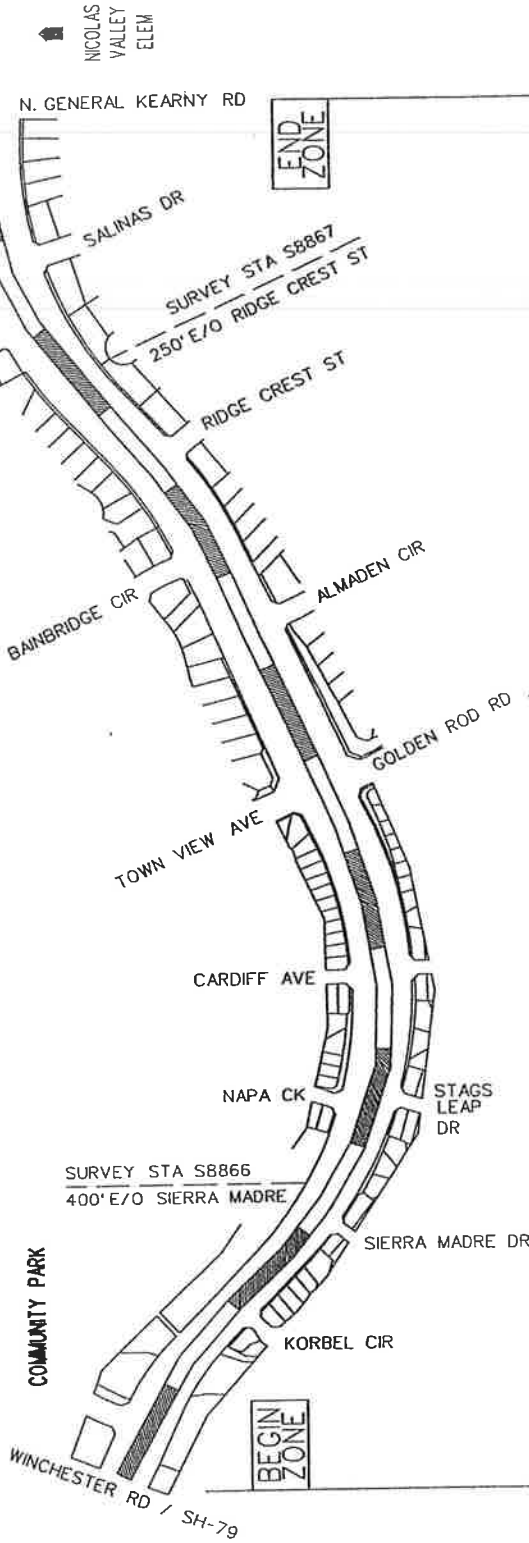 NICOLAS
VALLEY
ELEM
N. GENERAL KEARNY RD
END
ZONE
SALINAS DR
SURVEY STA S8867
250' E/O RIDGE CREST ST
RIDGE CREST ST
BAINBRIDGE CIR
ALMADEN CIR
GOLDEN ROD RD
TOWN VIEW AVE
CARDIFF AVE
NAPA CK
STAGS
LEAP
DR
SURVEY STA S8866
400' E/O SIERRA MADRE
SIERRA MADRE DR
COMMUNITY PARK
KORBEL CIR
BEGIN
ZONE
WINCHESTER RD / SH-79